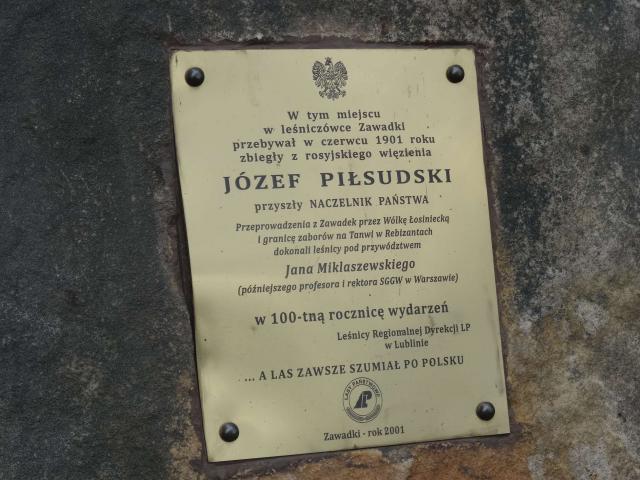 W tym miejscu
w leśniczówce Zawadki
przebywał w czerwcu 1901 roku
zbiegły z rosyjskiego więzienia
JÓZEF PIŁSUDSKI
przyszły NACZELNIK PAŃSTWA
Przeprowadzenia z Zawadek przez Wólkę Łosiniecką
i granicę zaborów na Tanwi w Rebizantach
dokonali leśnicy pod przywództwem
Jana Miklaszewskiego
(późniejszego profesora i rektora SGGW w Warszawie)
w 100-tną rocznicę wydarzeń
Leśnicy Regionalnej Dyrekcji LP
w Lublinie
... A LAS ZAWSZE SZUMIAŁ PO POLSKU
LASY PAŃSTWOWE
Zawadki - rok 2001